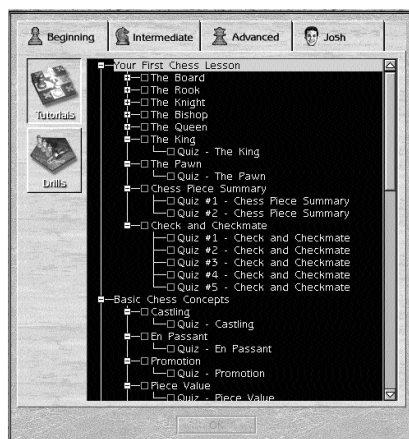 Beginning
Intermediate
Advanced
Josh
Tutorials
Drills
Your First Chess Lesson
The Board
The Rook
The Knight
The Bishop
The Queen
The King
Quiz - The King
The Pawn
Quiz - The Pawn
Chess Piece Summary
Quiz #1 - Chess Piece Summary
Quiz #2 - Chess Piece Summary
Check and Checkmate
Quiz #1 - Check and Checkmate
Quiz #2 - Check and Checkmate
Quiz #3 - Check and Checkmate
Quiz #4 - Check and Checkmate
Quiz #5 - Check and Checkmate
Basic Chess Concepts
Castling
Quiz - Castling
En Passant
Quiz - En Passant
Promotion
Quiz - Promotion
Piece Value
Quiz - Piece Value
OK